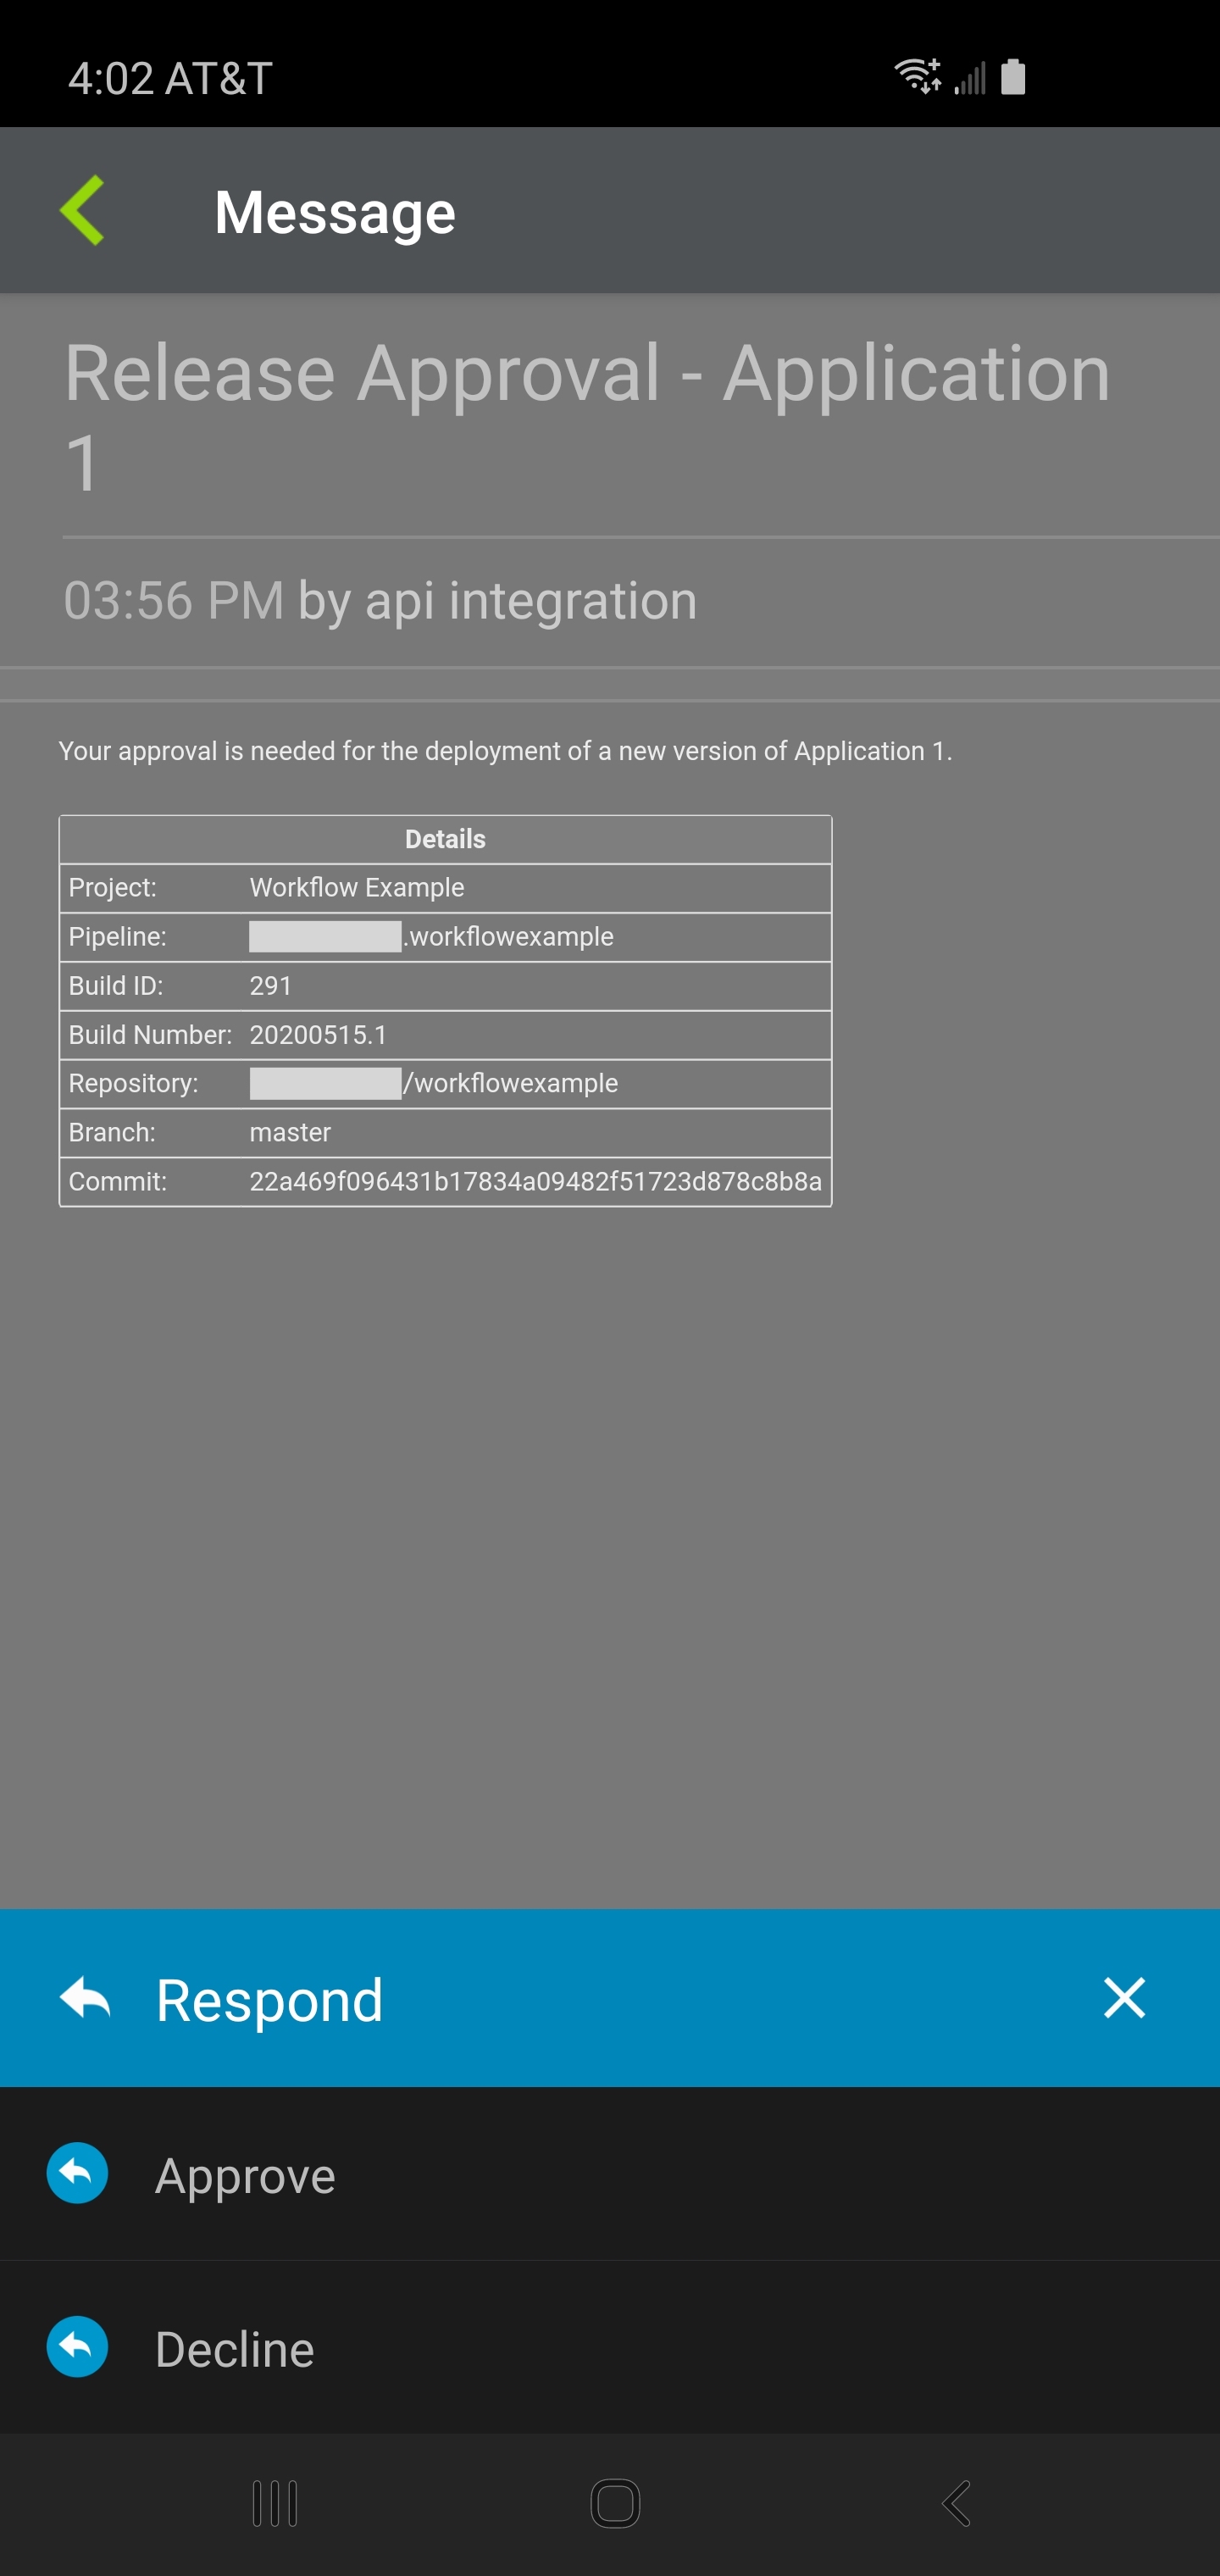 4:02 AT&T
Message
Release Approval - Application
1
03:56 PM by api integration
Your approval is needed for the deployment of a new version of Application 1.
Details
Project: Workflow Example
Pipeline: .workflowexample
Build ID: 291
Build Number: 20200515.1
Repository: /workflowexample
Branch: master
Commit: 22a469f096431b17834a09482f51723d878c8b8a
Respond
Approve
Decline